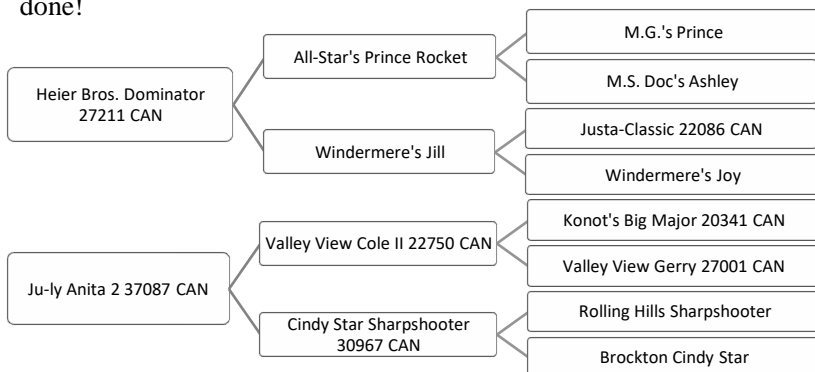 done!
Heier Bros. Dominator
27211 CAN
All-Star's Prince Rocket
M.G.'s Prince
M.S. Doc's Ashley
Windermere's Jill
Justa-Classic 22086 CAN
Windermere's Joy
Ju-ly Anita 2 37087 CAN
Valley View Cole II 22750 CAN
Konot's Big Major 20341 CAN
Valley View Gerry 27001 CAN
Cindy Star Sharpshooter
30967 CAN
Rolling Hills Sharpshooter
Brockton Cindy Star